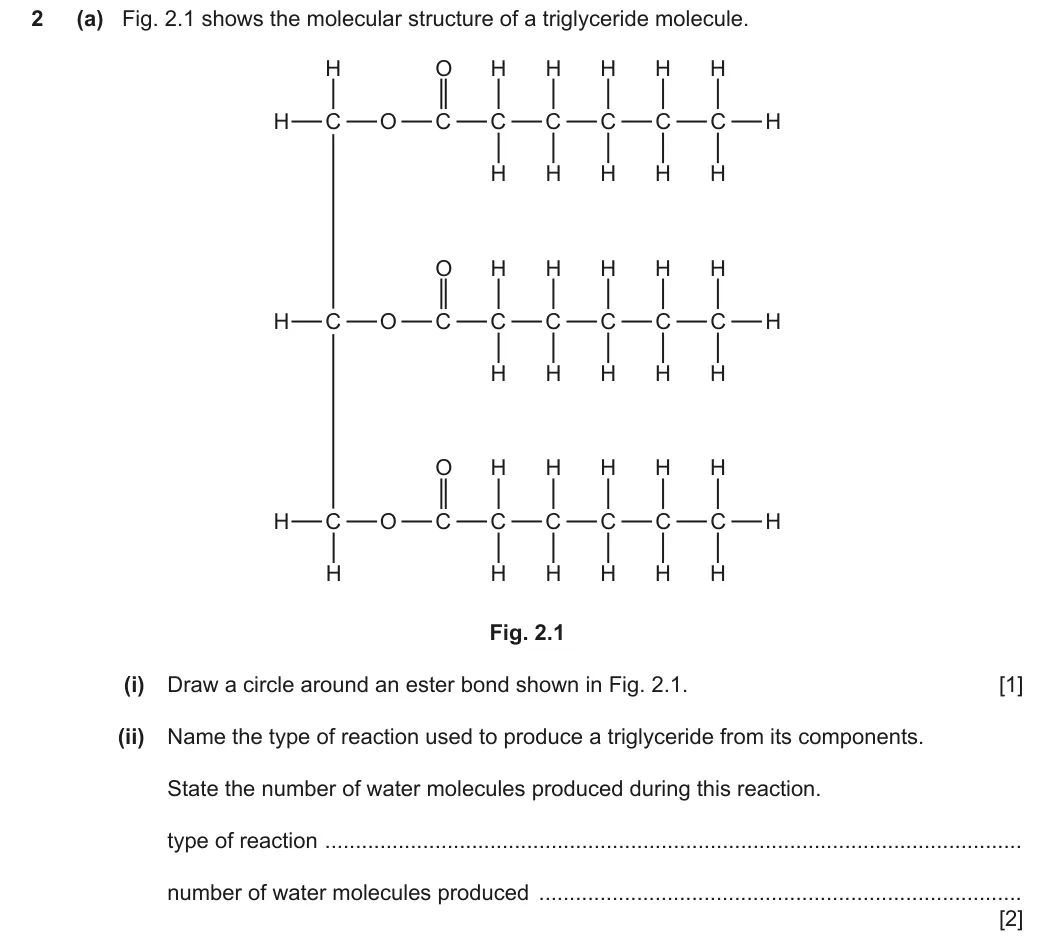 2 (a) Fig. 2.1 shows the molecular structure of a triglyceride molecule.
H O H H H H H
H C O C C C C C C H
H H H H H
O H H H H H
H C O C C C C C C H
H H H H H
O H H H H H
H C O C C C C C C H
H H H H H H
Fig. 2.1
(i) Draw a circle around an ester bond shown in Fig. 2.1. [1]
(ii) Name the type of reaction used to produce a triglyceride from its components.
State the number of water molecules produced during this reaction.
type of reaction ....................................................................................................................
number of water molecules produced ................................................................................
[2]